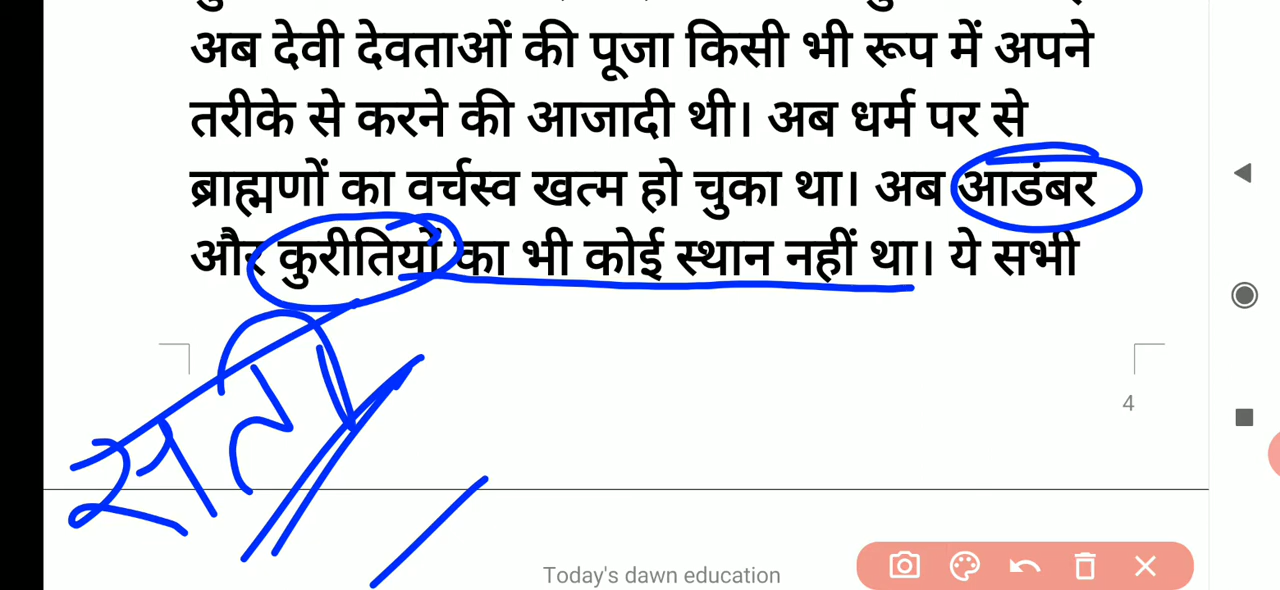 अब देवी देवताओं की पूजा किसी भी रूप में अपने
तरीके से करने की आजादी थी। अब धर्म पर से
ब्राह्मणों का वर्चस्व खत्म हो चुका था। अब आडंबर
और कुरीतियों का भी कोई स्थान नहीं था। ये सभी
सती
4
Today's dawn education